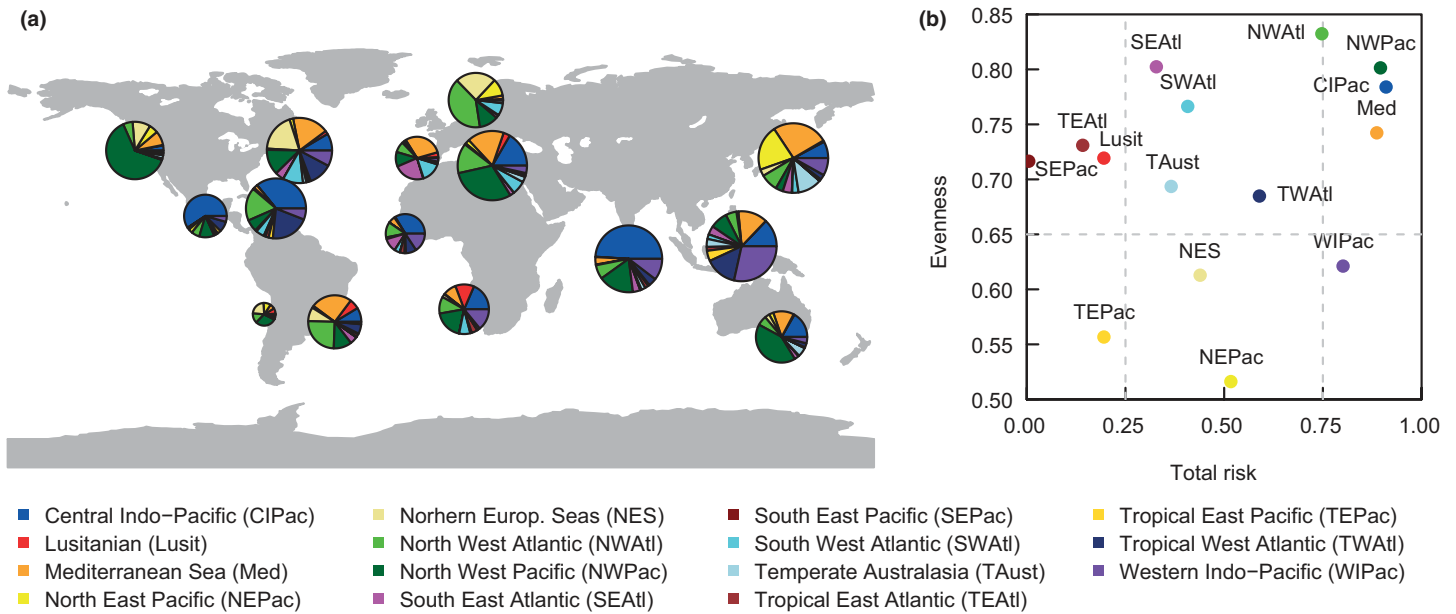 (a)
(b)
0.85
0.80
0.75
0.70
0.65
0.60
0.55
0.50
Evenness
NWAtl
SEAtl
NWPac
SWAtl
CIPac
Med
TEAtl
Lusit
SEPac
TAust
TWAtl
NES
WIPac
TEPac
NEPac
0.00 0.25 0.50 0.75 1.00
Total risk
Central Indo−Pacific (CIPac)
Lusitanian (Lusit)
Mediterranean Sea (Med)
North East Pacific (NEPac)
Norhern Europ. Seas (NES)
North West Atlantic (NWAtl)
North West Pacific (NWPac)
South East Atlantic (SEAtl)
South East Pacific (SEPac)
South West Atlantic (SWAtl)
Temperate Australasia (TAust)
Tropical East Atlantic (TEAtl)
Tropical East Pacific (TEPac)
Tropical West Atlantic (TWAtl)
Western Indo−Pacific (WIPac)